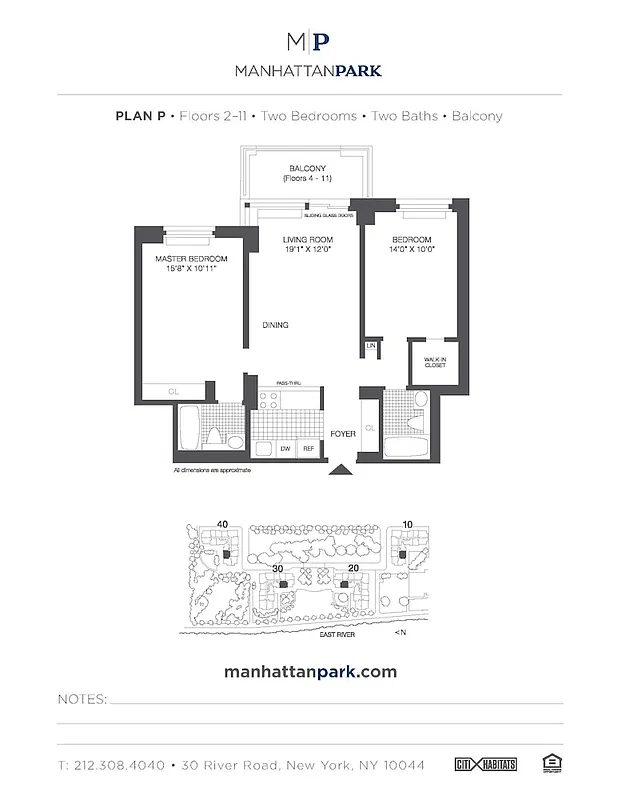 M|P
MANHATTANPARK
PLAN P • Floors 2–11 • Two Bedrooms • Two Baths • Balcony
BALCONY
(Floors 4 - 11)
SLIDING GLASS DOORS
LIVING ROOM
19'1" X 12'0"
BEDROOM
14'0" X 10'0"
MASTER BEDROOM
15'8" X 10'11"
DINING
LIN
WALK-IN
CLOSET
PASS-THRU
CL
CL
FOYER
DW
REF
All dimensions are approximate
40
10
30
20
EAST RIVER
< N
manhattanpark.com
NOTES:
T: 212.308.4040 • 30 River Road, New York, NY 10044
CITI HABITATS